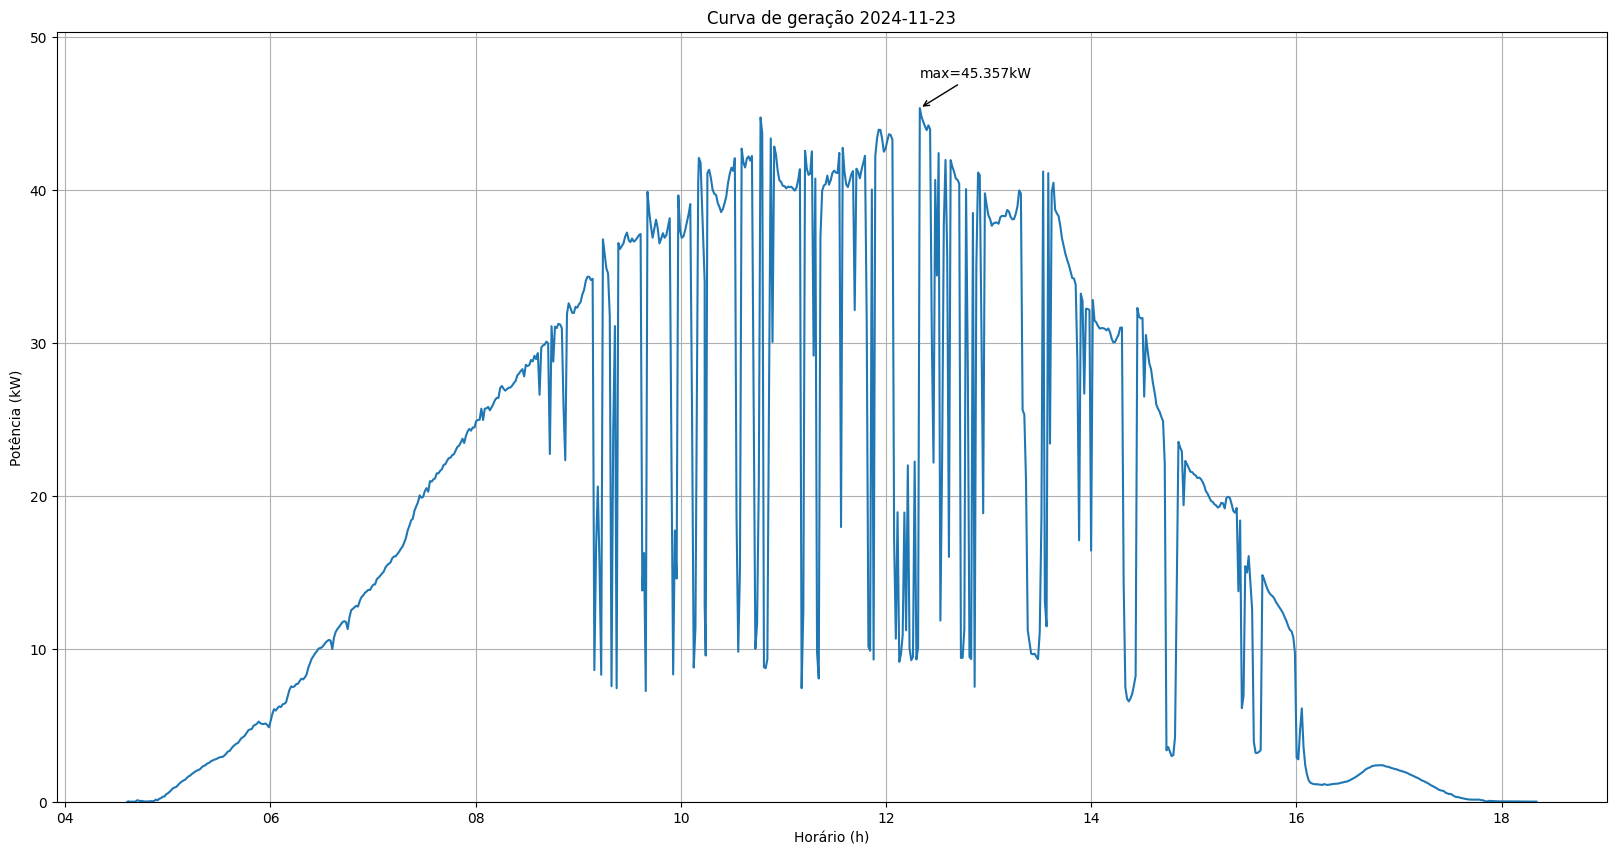 Curva de geração 2024-11-23
50
max=45.357kW
40
30
20
10
0
Potência (kW)
04 06 08 10 12 14 16 18
Horário (h)